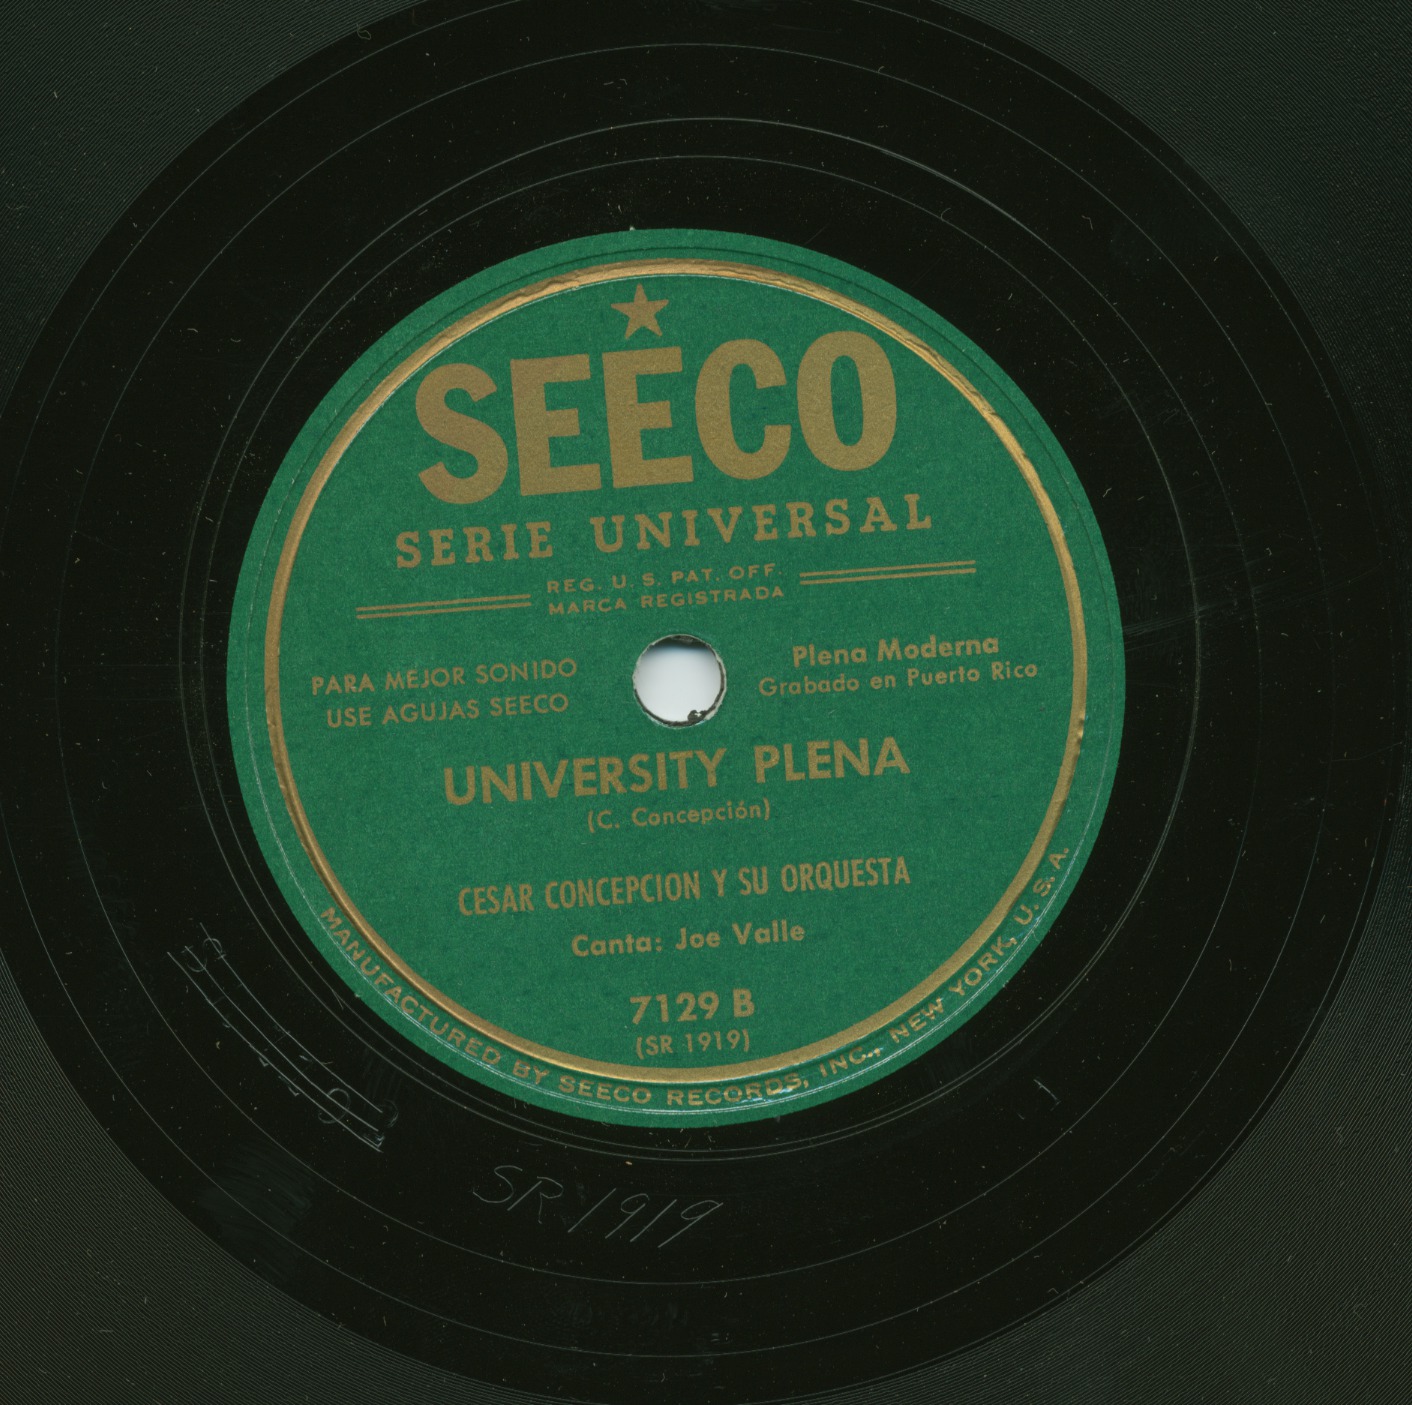 SEECO
SERIE UNIVERSAL
REG. U. S. PAT. OFF.
MARCA REGISTRADA
PARA MEJOR SONIDO
USE AGUJAS SEECO
Plena Moderna
Grabado en Puerto Rico
UNIVERSITY PLENA
(C. Concepción)
CESAR CONCEPCION Y SU ORQUESTA
Canta: Joe Valle
7129 B
(SR 1919)
MANUFACTURED BY SEECO RECORDS, INC., NEW YORK, U. S. A.
SR 1919